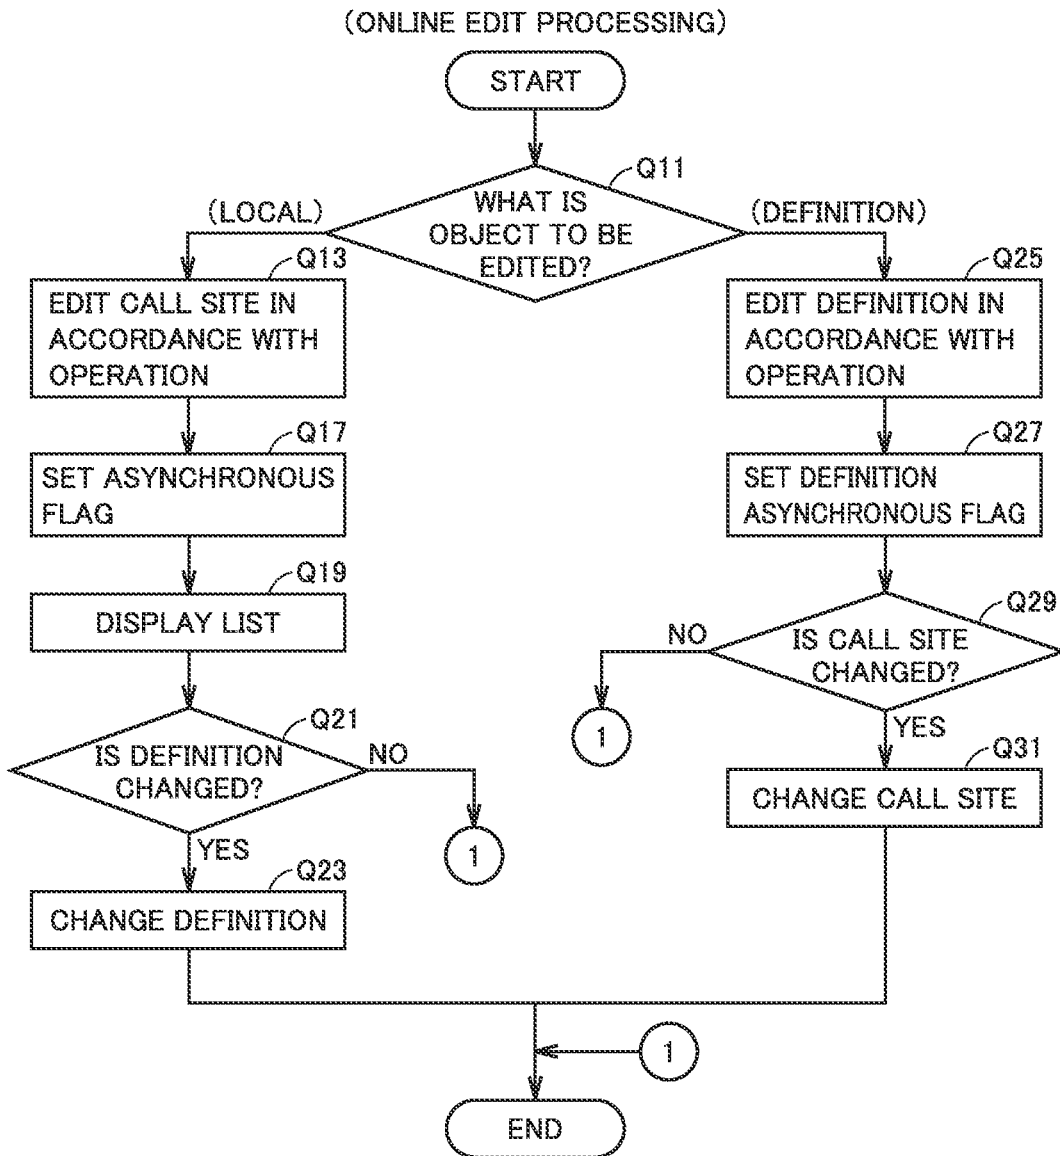 (ONLINE EDIT PROCESSING)
START
Q11
WHAT IS
OBJECT TO BE
EDITED?
(LOCAL)
(DEFINITION)
Q13
EDIT CALL SITE IN
ACCORDANCE WITH
OPERATION
Q17
SET ASYNCHRONOUS
FLAG
Q19
DISPLAY LIST
Q21
IS DEFINITION
CHANGED?
NO
1
YES
Q23
CHANGE DEFINITION
Q25
EDIT DEFINITION IN
ACCORDANCE WITH
OPERATION
Q27
SET DEFINITION
ASYNCHRONOUS FLAG
Q29
IS CALL SITE
CHANGED?
NO
1
YES
Q31
CHANGE CALL SITE
1
END